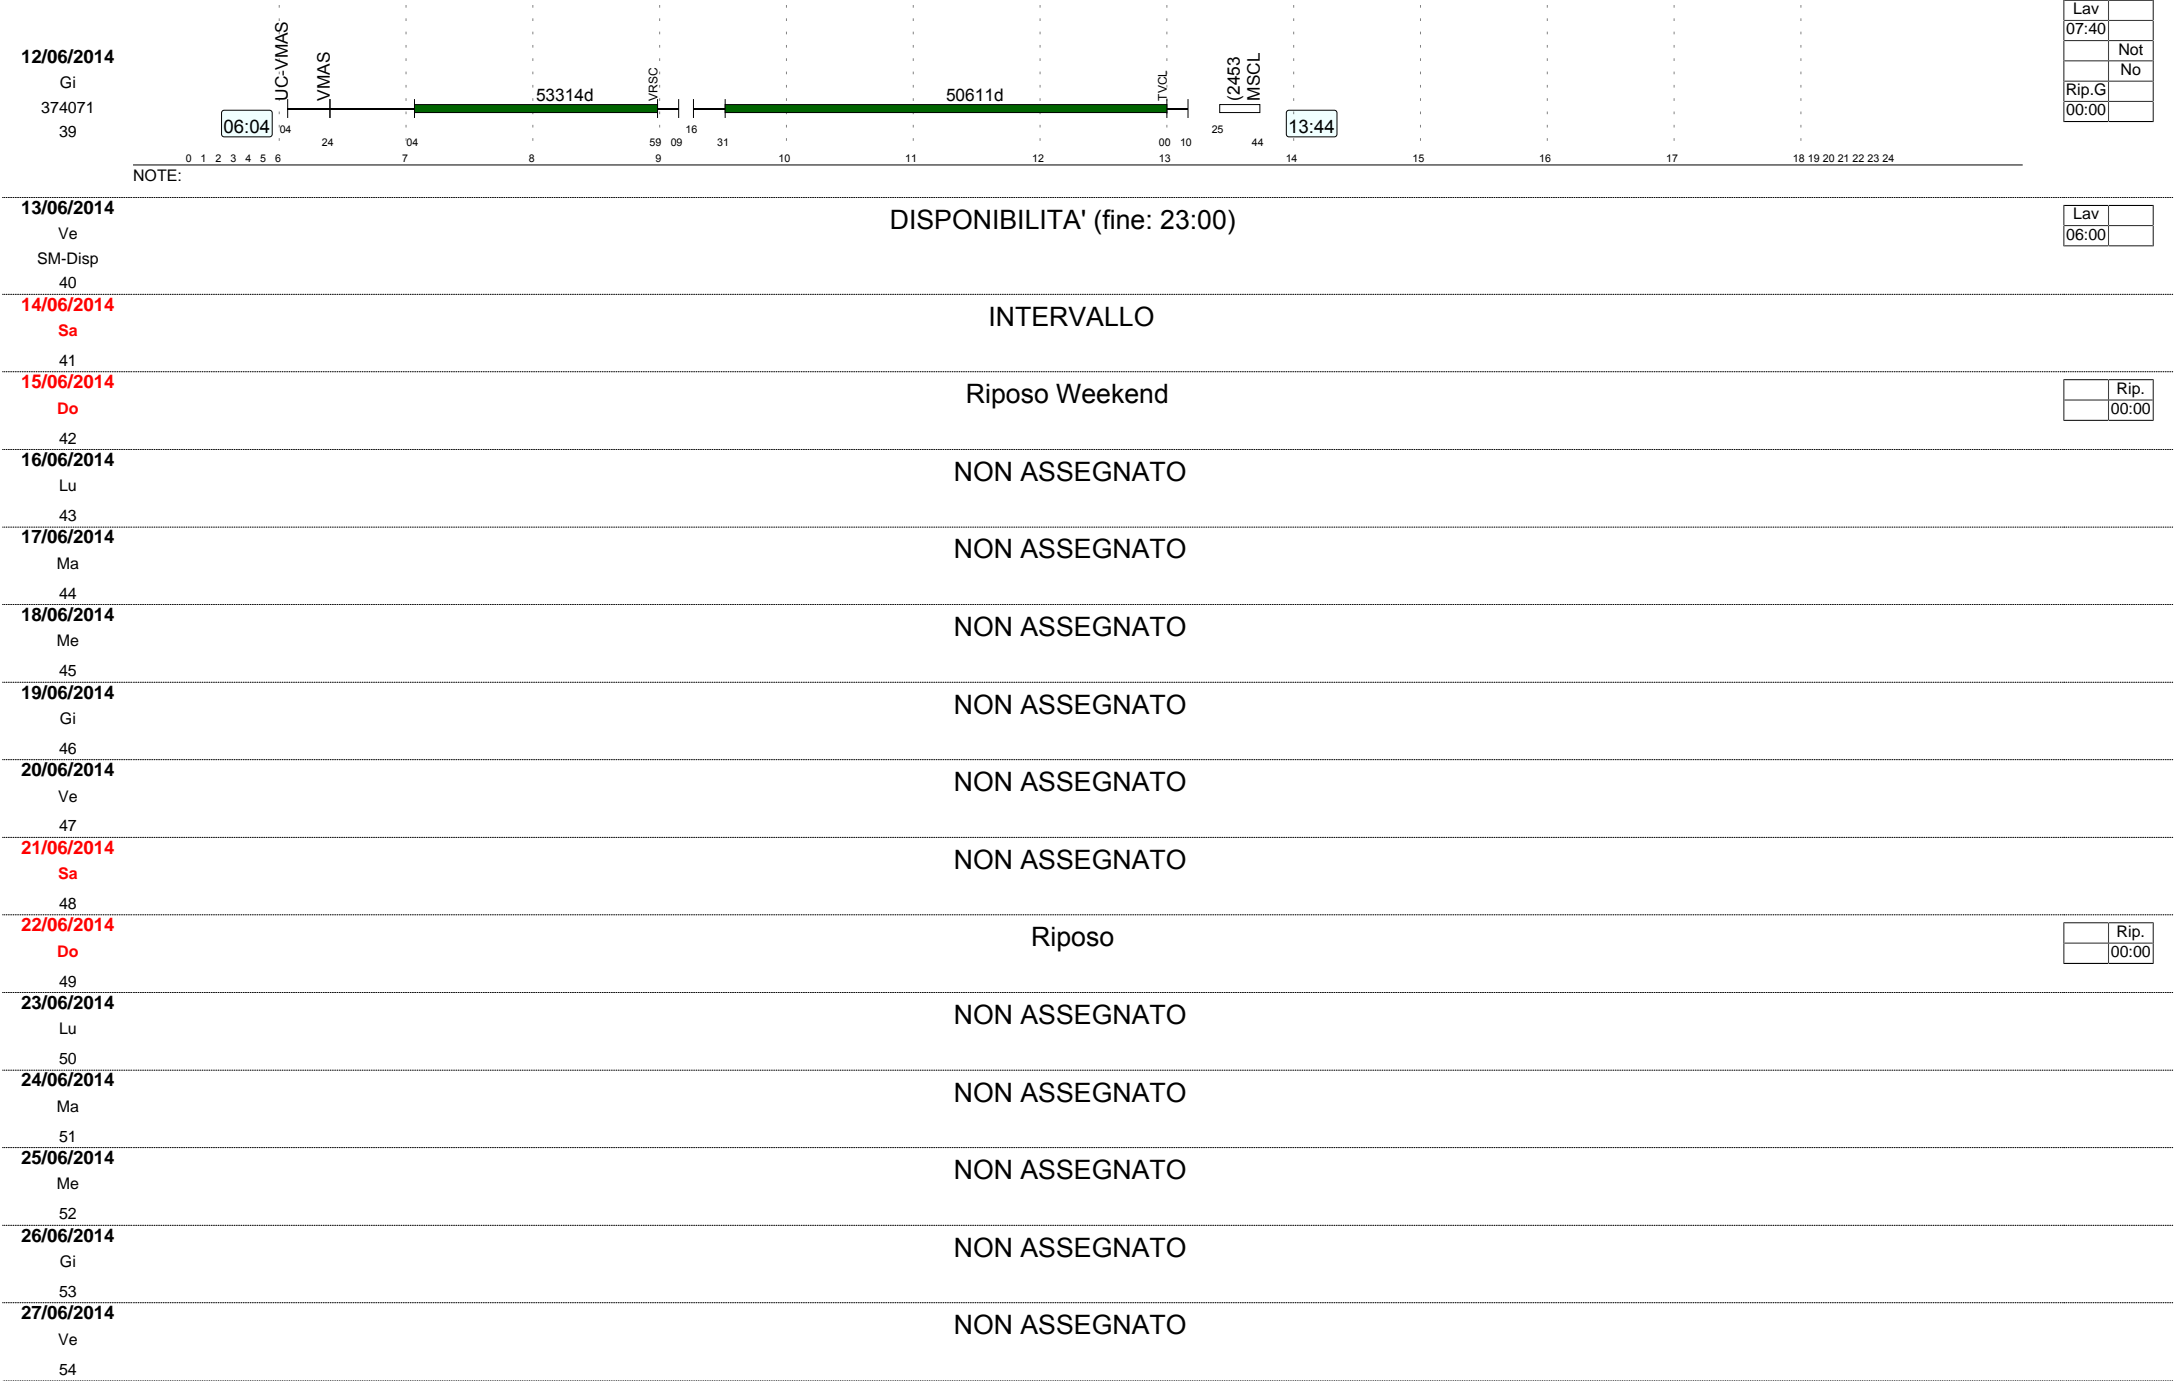 Lav
07:40
Not
No
Rip.G
00:00
12/06/2014
Gi
374071
39
UC-VMAS
VMAS
53314d
VRSC
50611d
TV.CL
(2453
MSCL
06:04
13:44
'04 24 '04 59 09 16 31 00 10 25 44
0 1 2 3 4 5 6 7 8 9 10 11 12 13 14 15 16 17 18 19 20 21 22 23 24
NOTE:
13/06/2014
Ve
SM-Disp
40
DISPONIBILITA' (fine: 23:00)
Lav
06:00
14/06/2014
Sa
41
INTERVALLO
15/06/2014
Do
42
Riposo Weekend
Rip.
00:00
16/06/2014
Lu
43
NON ASSEGNATO
17/06/2014
Ma
44
NON ASSEGNATO
18/06/2014
Me
45
NON ASSEGNATO
19/06/2014
Gi
46
NON ASSEGNATO
20/06/2014
Ve
47
NON ASSEGNATO
21/06/2014
Sa
48
NON ASSEGNATO
22/06/2014
Do
49
Riposo
Rip.
00:00
23/06/2014
Lu
50
NON ASSEGNATO
24/06/2014
Ma
51
NON ASSEGNATO
25/06/2014
Me
52
NON ASSEGNATO
26/06/2014
Gi
53
NON ASSEGNATO
27/06/2014
Ve
54
NON ASSEGNATO